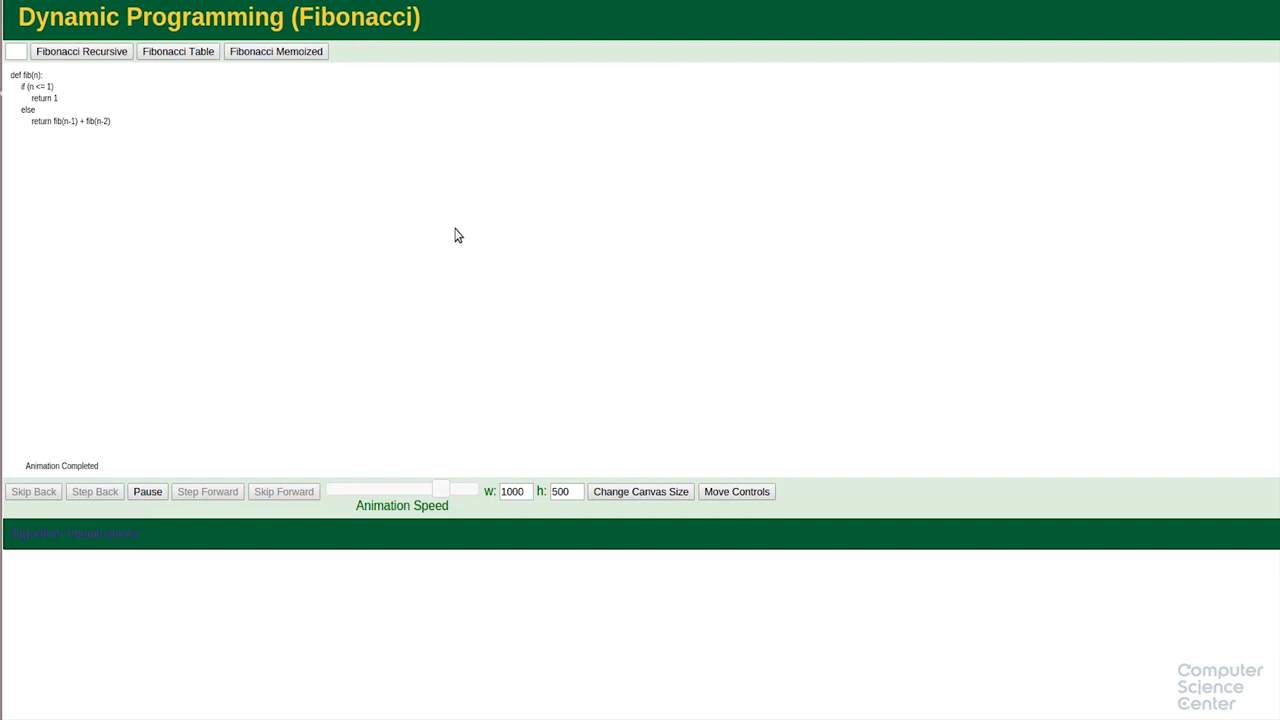 Dynamic Programming (Fibonacci)
Fibonacci Recursive Fibonacci Table Fibonacci Memoized
def fib(n):
if (n <= 1)
return 1
else
return fib(n-1) + fib(n-2)
Animation Completed
Skip Back Step Back Pause Step Forward Skip Forward w: 1000 h: 500 Change Canvas Size Move Controls
Animation Speed
Algorithm Visualizations
Computer
Science
Center